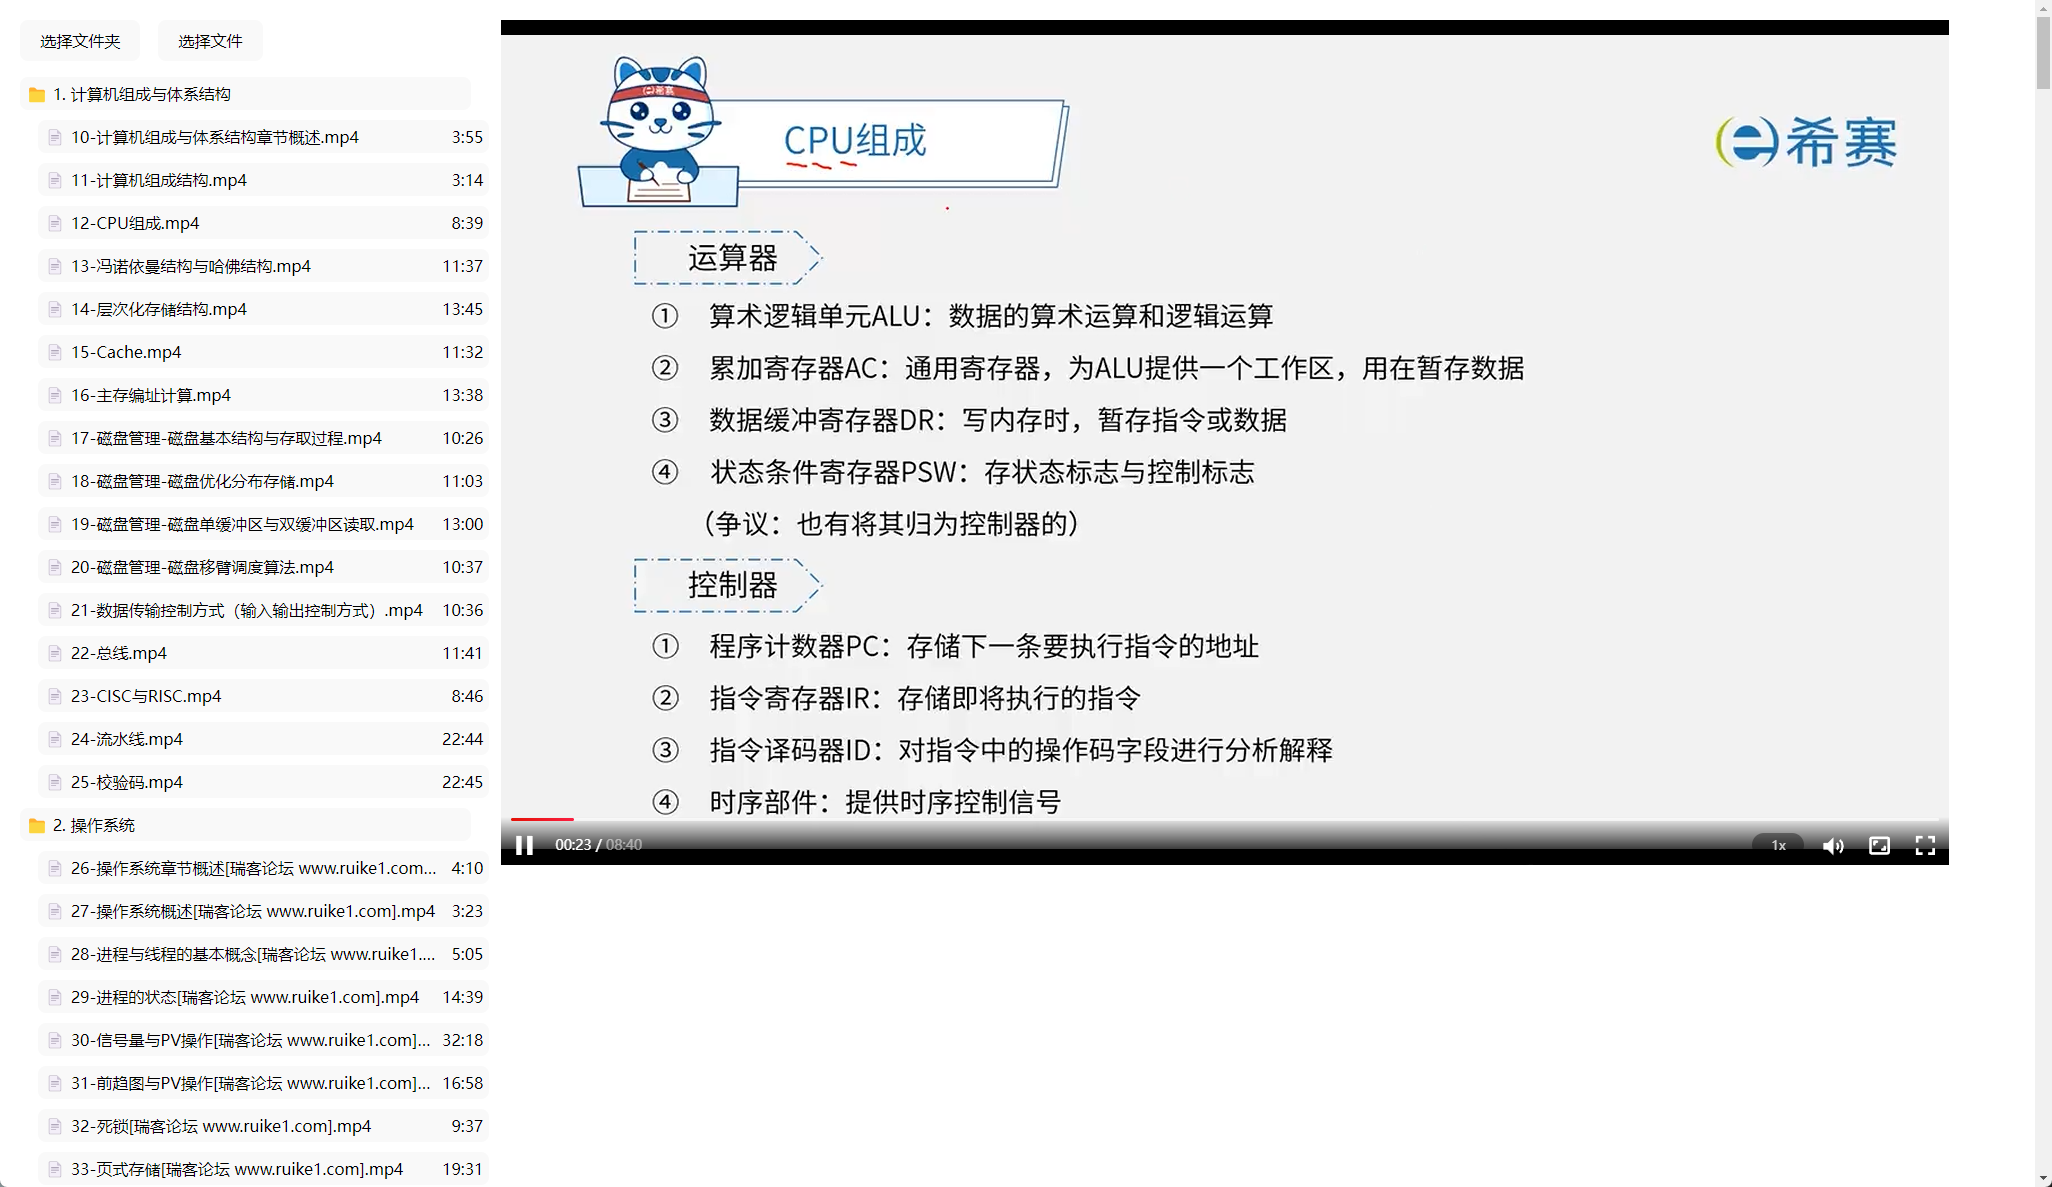 选择文件夹
选择文件
1. 计算机组成与体系结构
10-计算机组成与体系结构章节概述.mp4 3:55
11-计算机组成结构.mp4 3:14
12-CPU组成.mp4 8:39
13-冯诺依曼结构与哈佛结构.mp4 11:37
14-层次化存储结构.mp4 13:45
15-Cache.mp4 11:32
16-主存编址计算.mp4 13:38
17-磁盘管理-磁盘基本结构与存取过程.mp4 10:26
18-磁盘管理-磁盘优化分布存储.mp4 11:03
19-磁盘管理-磁盘单缓冲区与双缓冲区读取.mp4 13:00
20-磁盘管理-磁盘移臂调度算法.mp4 10:37
21-数据传输控制方式（输入输出控制方式）.mp4 10:36
22-总线.mp4 11:41
23-CISC与RISC.mp4 8:46
24-流水线.mp4 22:44
25-校验码.mp4 22:45
2. 操作系统
26-操作系统章节概述[瑞客论坛 www.ruike1.com... 4:10
27-操作系统概述[瑞客论坛 www.ruike1.com].mp4 3:23
28-进程与线程的基本概念[瑞客论坛 www.ruike1.... 5:05
29-进程的状态[瑞客论坛 www.ruike1.com].mp4 14:39
30-信号量与PV操作[瑞客论坛 www.ruike1.com]... 32:18
31-前趋图与PV操作[瑞客论坛 www.ruike1.com]... 16:58
32-死锁[瑞客论坛 www.ruike1.com].mp4 9:37
33-页式存储[瑞客论坛 www.ruike1.com].mp4 19:31
希赛
CPU组成
希赛
运算器
① 算术逻辑单元ALU：数据的算术运算和逻辑运算
② 累加寄存器AC：通用寄存器，为ALU提供一个工作区，用在暂存数据
③ 数据缓冲寄存器DR：写内存时，暂存指令或数据
④ 状态条件寄存器PSW：存状态标志与控制标志
（争议：也有将其归为控制器的）
控制器
① 程序计数器PC：存储下一条要执行指令的地址
② 指令寄存器IR：存储即将执行的指令
③ 指令译码器ID：对指令中的操作码字段进行分析解释
④ 时序部件：提供时序控制信号
00:23 / 08:40
1x